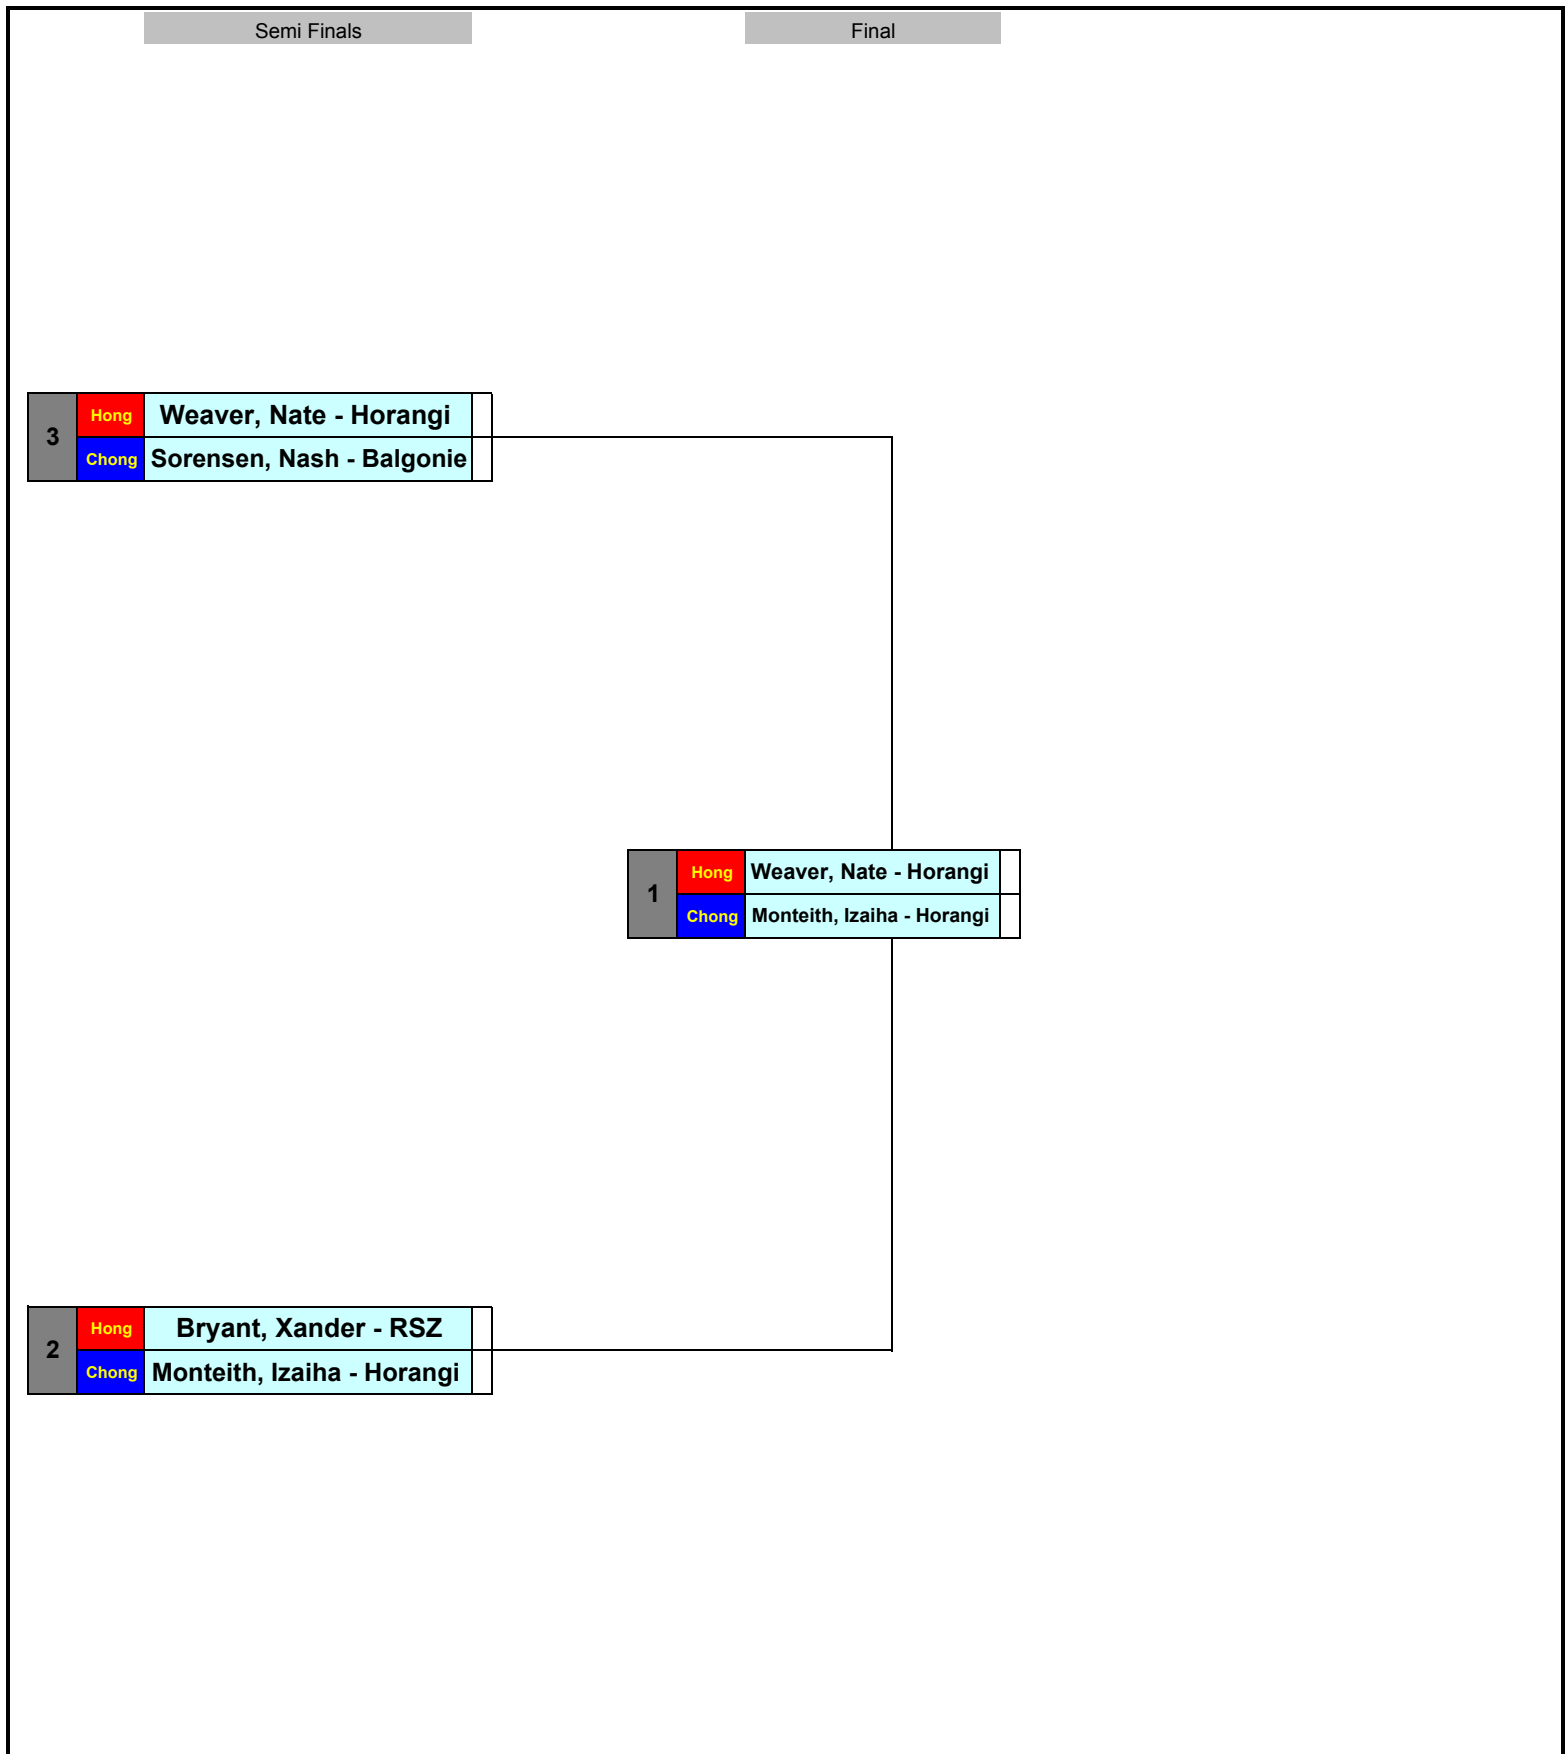 Semi Finals
Final
3
Hong
Weaver, Nate - Horangi
Chong
Sorensen, Nash - Balgonie
1
Hong
Weaver, Nate - Horangi
Chong
Monteith, Izaiha - Horangi
2
Hong
Bryant, Xander - RSZ
Chong
Monteith, Izaiha - Horangi